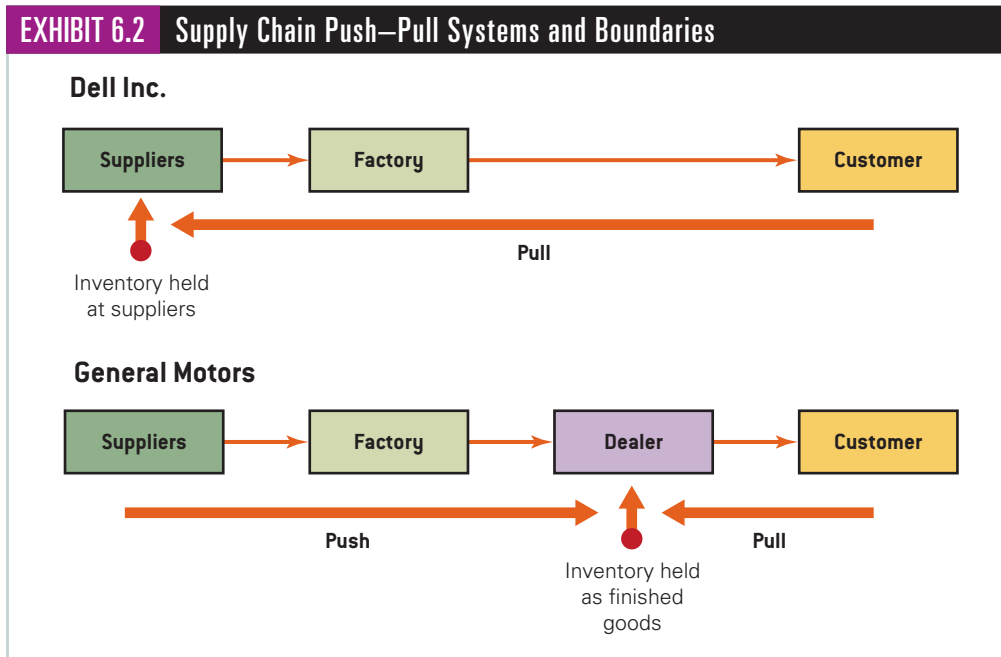 EXHIBIT 6.2 Supply Chain Push–Pull Systems and Boundaries
Dell Inc.
Suppliers Factory Customer
Pull
Inventory held
at suppliers
General Motors
Suppliers Factory Dealer Customer
Push Pull
Inventory held
as finished
goods